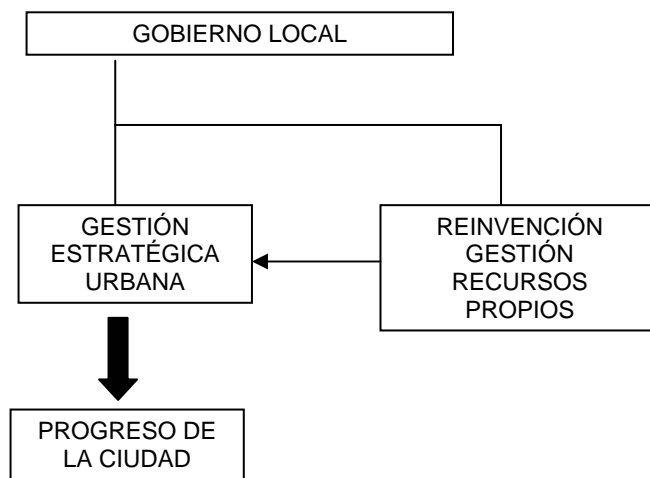 GOBIERNO LOCAL
GESTIÓN
ESTRATÉGICA
URBANA
REINVENCIÓN
GESTIÓN
RECURSOS
PROPIOS
PROGRESO DE
LA CIUDAD